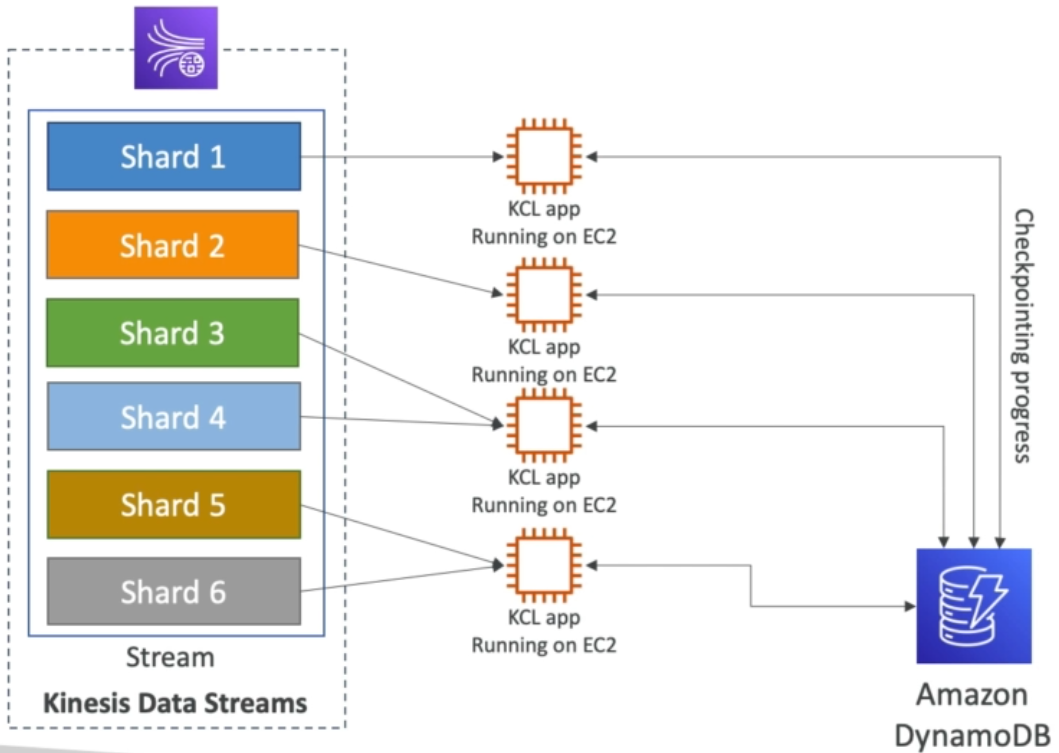 Shard 1
Shard 2
Shard 3
Shard 4
Shard 5
Shard 6
Stream
Kinesis Data Streams
KCL app
Running on EC2
KCL app
Running on EC2
KCL app
Running on EC2
KCL app
Running on EC2
Checkpointing progress
Amazon
DynamoDB